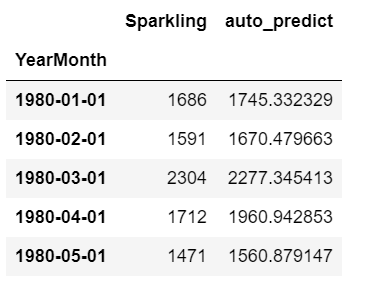 Sparkling auto_predict
YearMonth
1980-01-01 1686 1745.332329
1980-02-01 1591 1670.479663
1980-03-01 2304 2277.345413
1980-04-01 1712 1960.942853
1980-05-01 1471 1560.879147